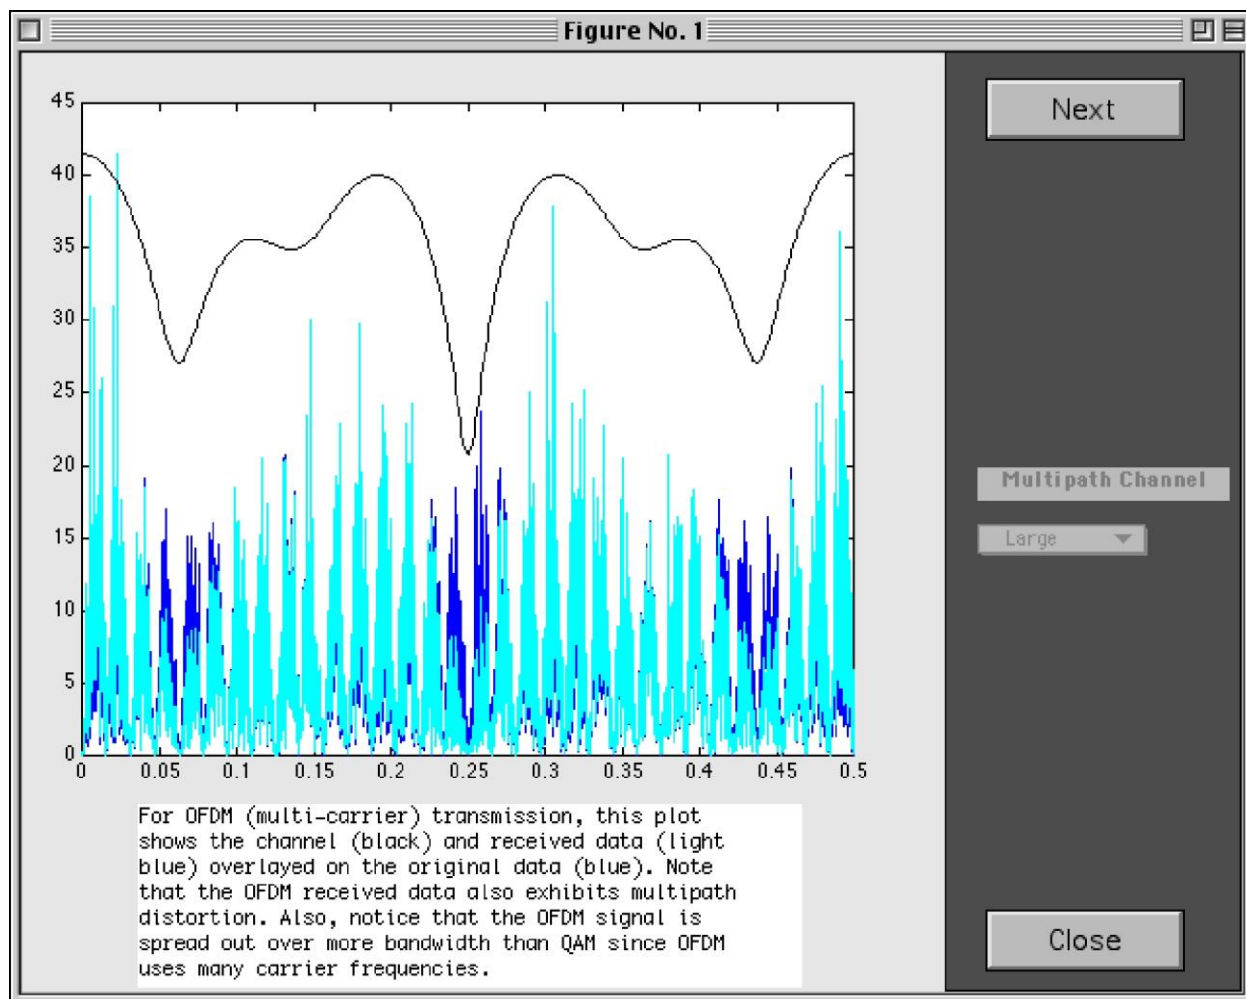 Figure No. 1
Next
45
40
35
30
25
20
15
10
5
0
0 0.05 0.1 0.15 0.2 0.25 0.3 0.35 0.4 0.45 0.5
Multipath Channel
Large
For OFDM (multi-carrier) transmission, this plot
shows the channel (black) and received data (light
blue) overlayed on the original data (blue). Note
that the OFDM received data also exhibits multipath
distortion. Also, notice that the OFDM signal is
spread out over more bandwidth than QAM since OFDM
uses many carrier frequencies.
Close